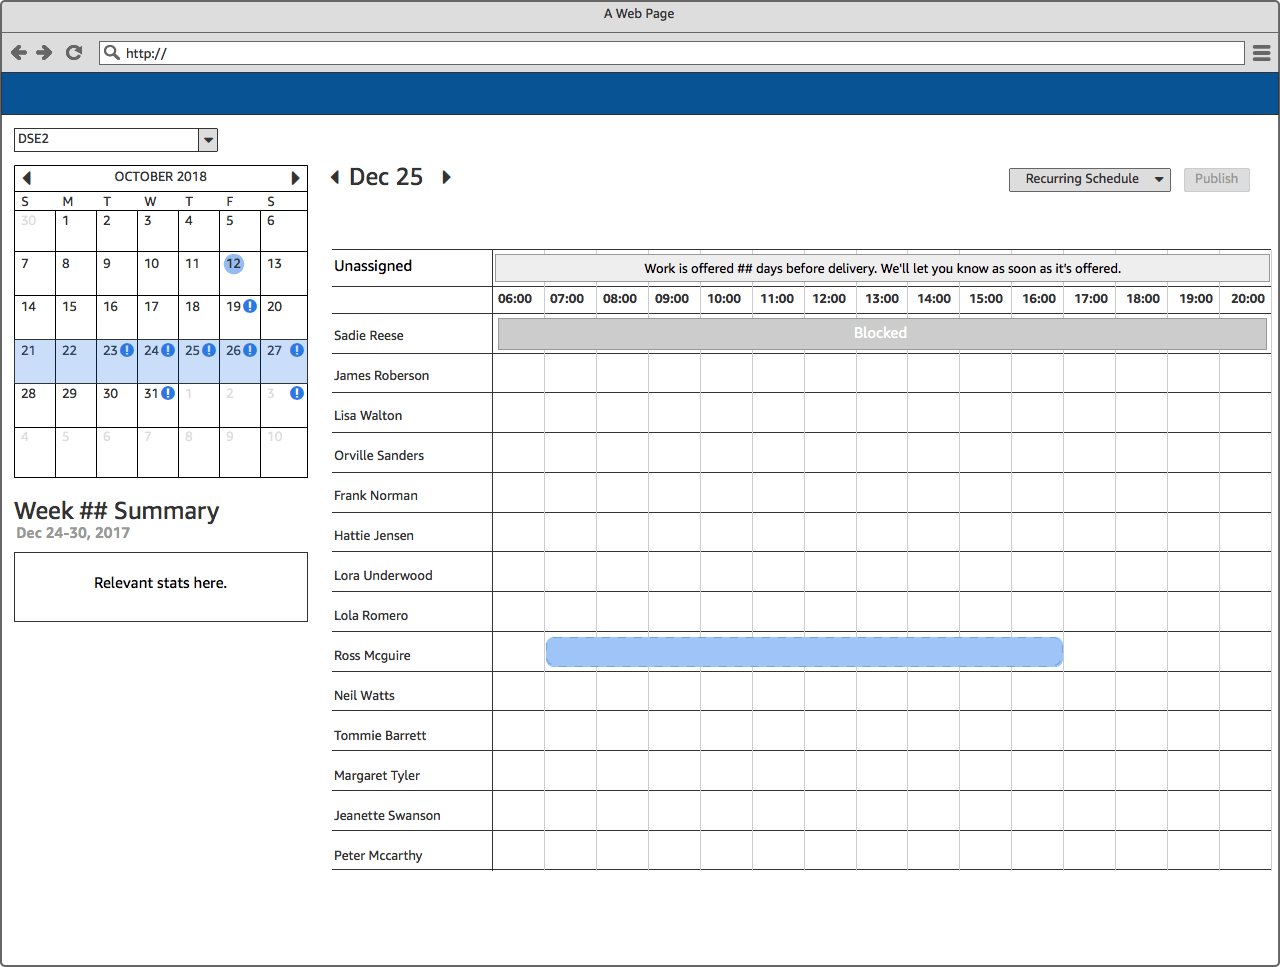 A Web Page
http://
DSE2
OCTOBER 2018
S M T W T F S
30 1 2 3 4 5 6
7 8 9 10 11 12 13
14 15 16 17 18 19 ! 20
21 22 23 ! 24 ! 25 ! 26 ! 27 !
28 29 30 31 ! 1 2 3 !
4 5 6 7 8 9 10
Week ## Summary
Dec 24-30, 2017
Relevant stats here.
Dec 25
Recurring Schedule
Publish
Unassigned
Work is offered ## days before delivery. We'll let you know as soon as it's offered.
06:00 07:00 08:00 09:00 10:00 11:00 12:00 13:00 14:00 15:00 16:00 17:00 18:00 19:00 20:00
Sadie Reese
Blocked
James Roberson
Lisa Walton
Orville Sanders
Frank Norman
Hattie Jensen
Lora Underwood
Lola Romero
Ross Mcguire
Neil Watts
Tommie Barrett
Margaret Tyler
Jeanette Swanson
Peter Mccarthy